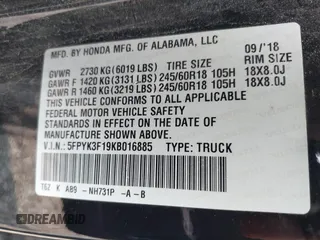 MFD. BY HONDA MFG. OF ALABAMA, LLC 09/'18
GVWR 2730 KG (6019 LBS) TIRE SIZE RIM SIZE
GAWR F 1420 KG (3131 LBS) 245/60R18 105H 18X8.0J
GAWR R 1460 KG (3219 LBS) 245/60R18 105H 18X8.0J
THIS VEHICLE CONFORMS TO ALL APPLICABLE
FEDERAL MOTOR VEHICLE SAFETY STANDARDS IN
EFFECT ON THE DATE OF MANUFACTURE SHOWN ABOVE.
V.I.N.: 5FPYK3F19KB016885 TYPE: TRUCK
T6Z K A89 - NH731P -A-B
DREAMBID